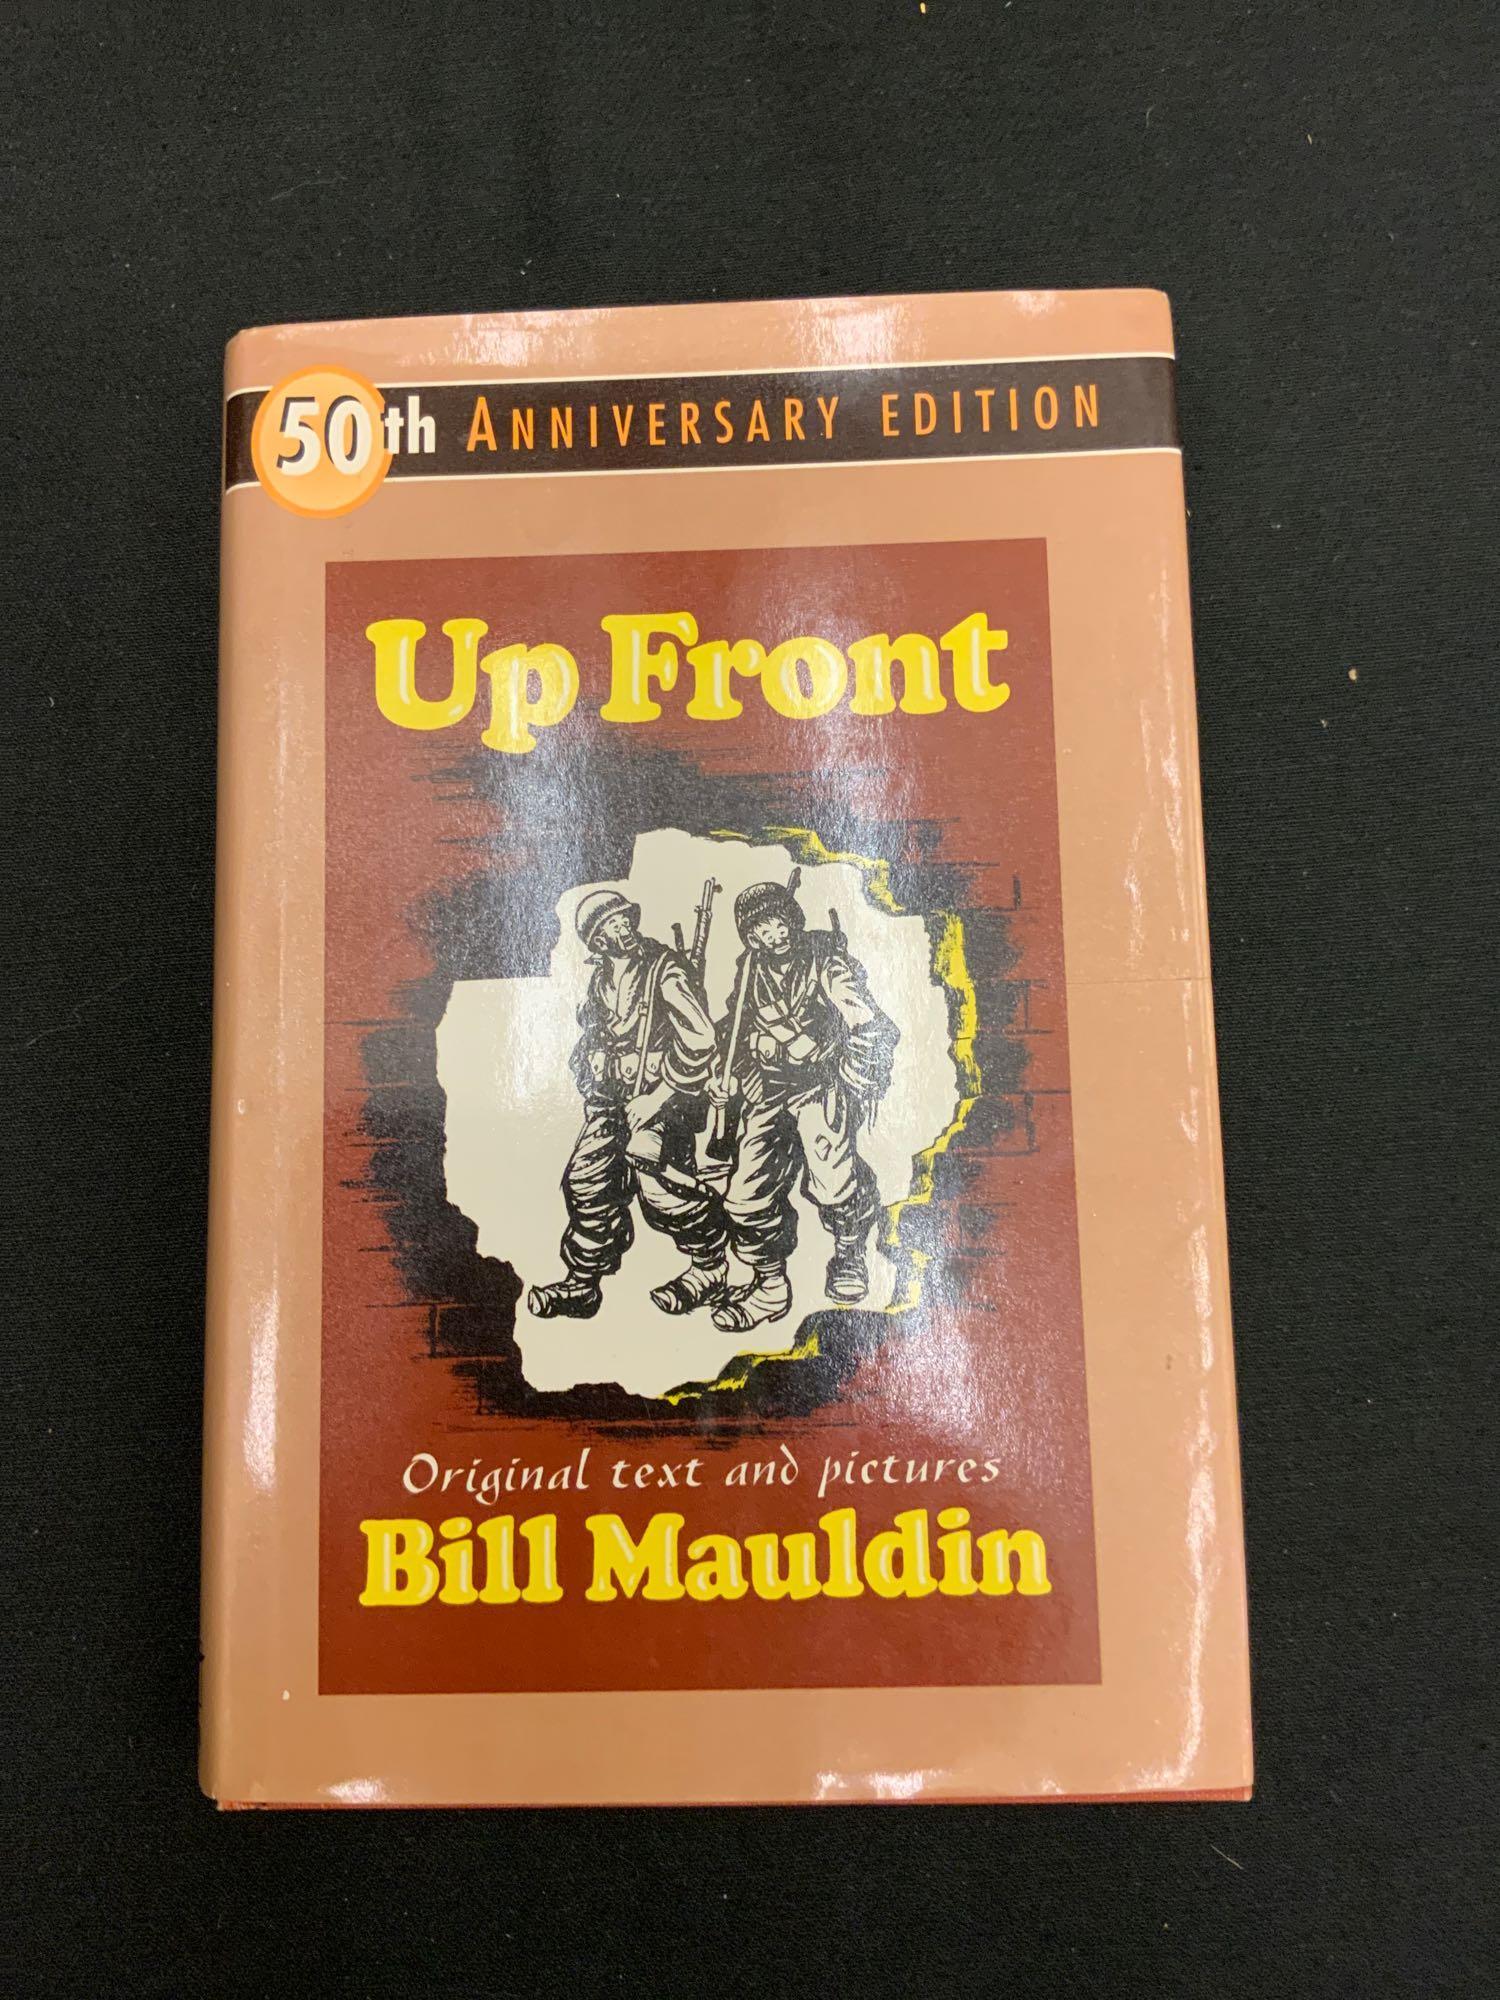 50th ANNIVERSARY EDITION
Up Front
Original text and pictures
Bill Mauldin